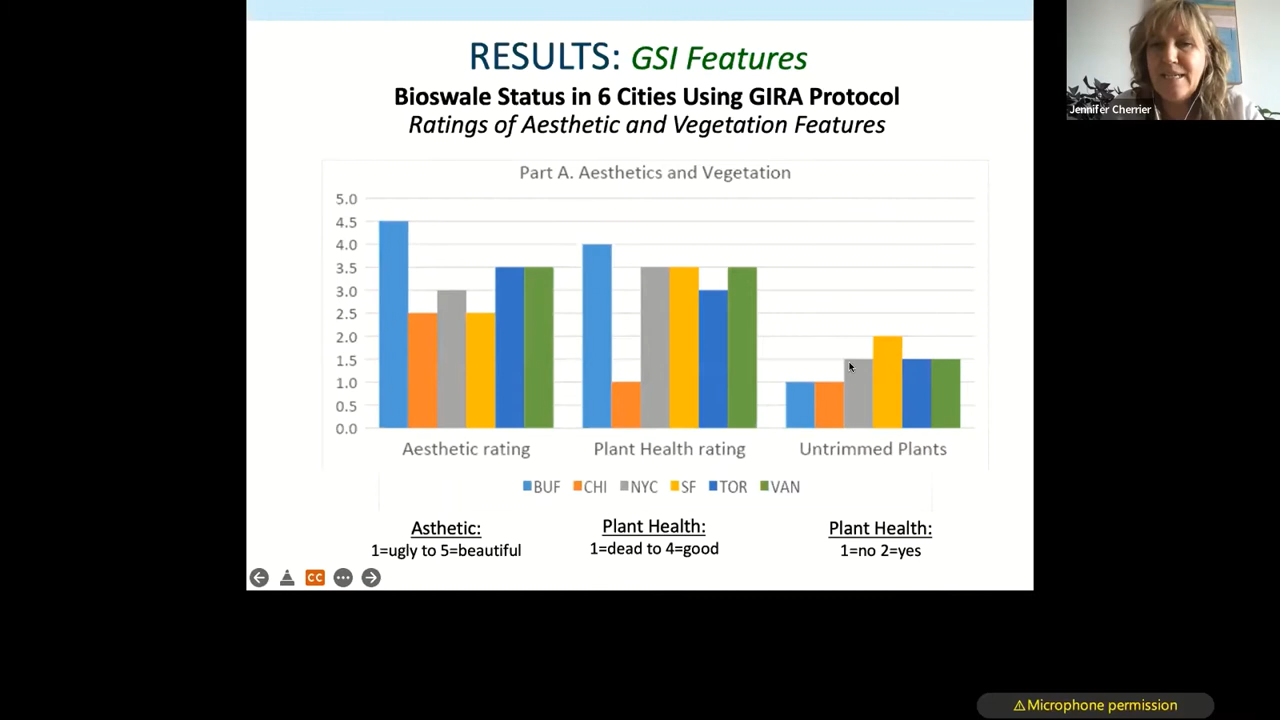 RESULTS: GSI Features
Bioswale Status in 6 Cities Using GIRA Protocol
Ratings of Aesthetic and Vegetation Features
Jennifer Cherrier
Part A. Aesthetics and Vegetation
5.0
4.5
4.0
3.5
3.0
2.5
2.0
1.5
1.0
0.5
0.0
Aesthetic rating Plant Health rating Untrimmed Plants
BUF CHI NYC SF TOR VAN
Asthetic:
1=ugly to 5=beautiful
Plant Health:
1=dead to 4=good
Plant Health:
1=no 2=yes
CC
⚠Microphone permission